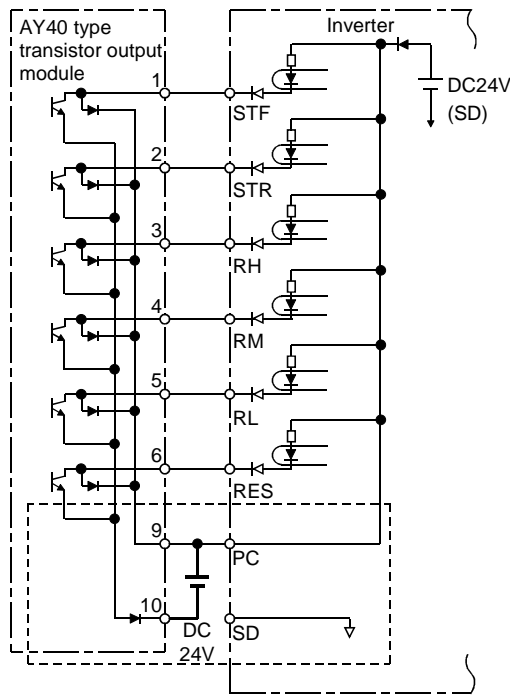 AY40 type
transistor output
module
Inverter
DC24V
(SD)
1
STF
2
STR
3
RH
4
RM
5
RL
6
RES
9
PC
10
DC
24V
SD